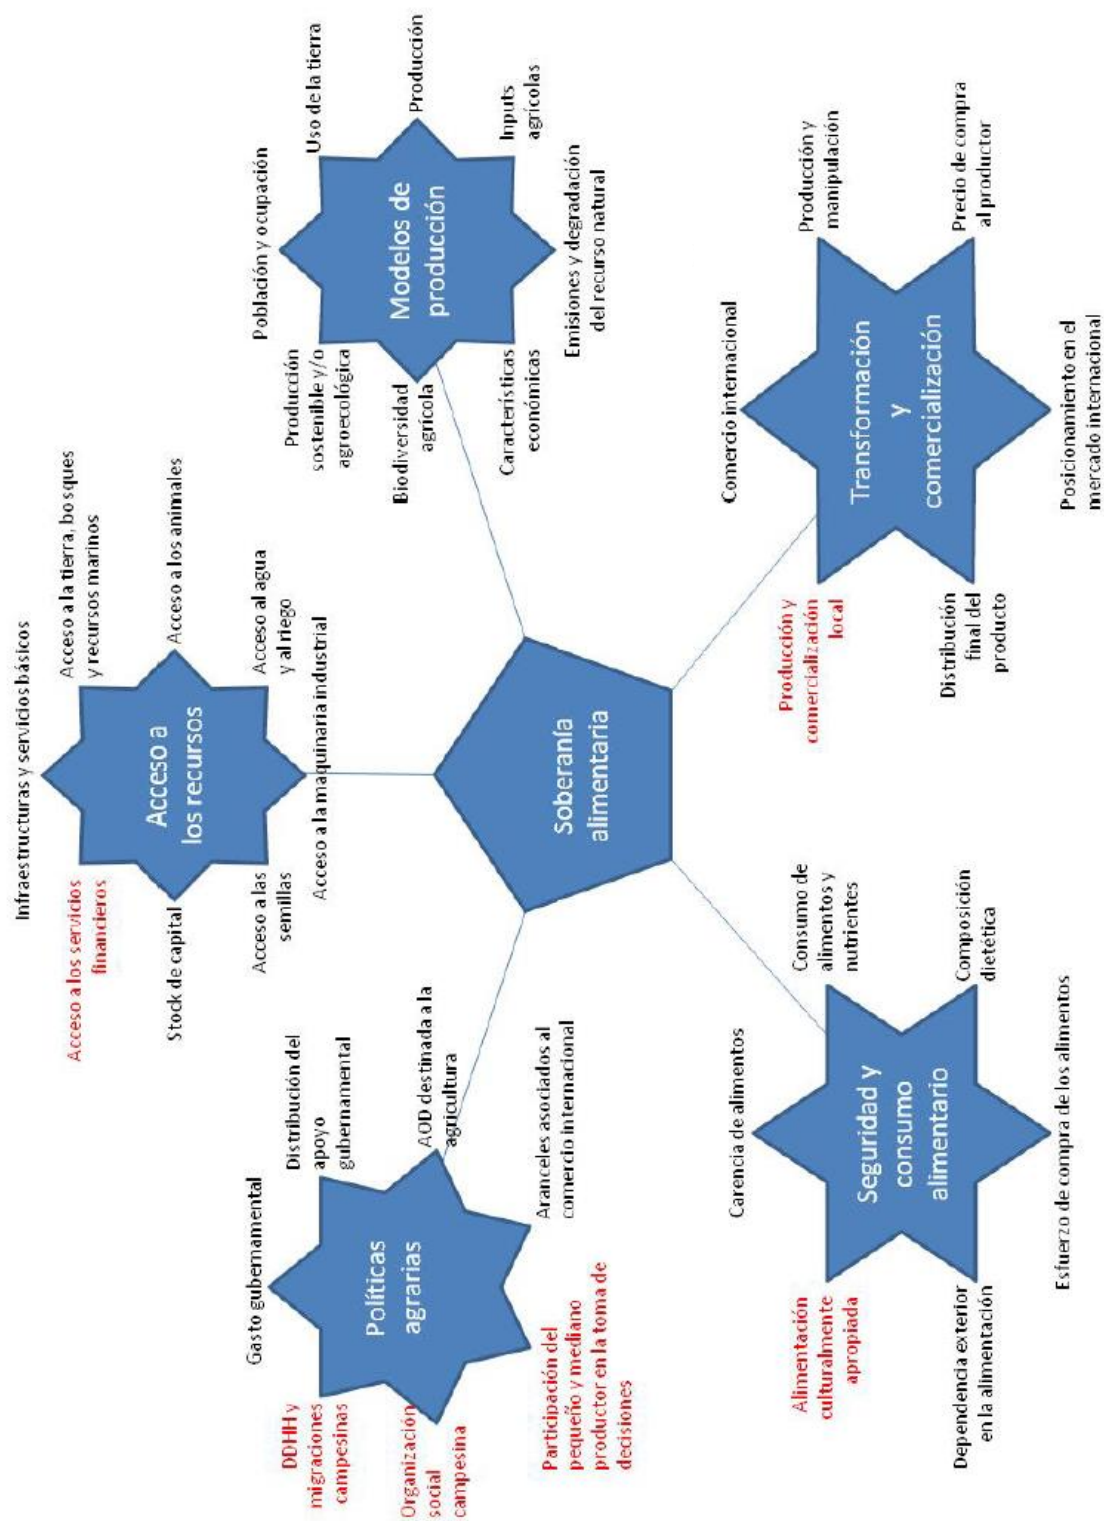 Infraestructuras y servicios básicos
Acceso a los servicios
financieros
Acceso a la tierra, bosques
y recursos marinos
Acceso a
los recursos
Stock de capital
Acceso a los animales
Acceso a las
semillas
Acceso al agua
y al riego
Acceso a la maquinaria industrial
Gasto gubernamental
DDHH y
migraciones
campesinas
Distribución del
apoyo
gubernamental
Políticas
agrarias
Organización
social
campesina
AOD destinada a la
agricultura
Participación del
pequeño y mediano
productor en la toma de
decisiones
Aranceles asociados al
comercio internacional
Población y ocupación
Producción
sostenible y/o
agroecológica
Uso de la tierra
Modelos de
producción
Biodiversidad
agrícola
Producción
Características
económicas
Inputs
agrícolas
Emisiones y degradación
del recurso natural
Soberanía
alimentaria
Carencia de alimentos
Alimentación
culturalmente
apropiada
Consumo de
alimentos y
nutrientes
Seguridad y
consumo
alimentario
Dependencia exterior
en la alimentación
Composición
dietética
Esfuerzo de compra de los alimentos
Comercio internacional
Producción y
comercialización
local
Producción y
manipulación
Transformación
y
comercialización
Distribución
final del
producto
Precio de compra
al productor
Posicionamiento en el
mercado internacional